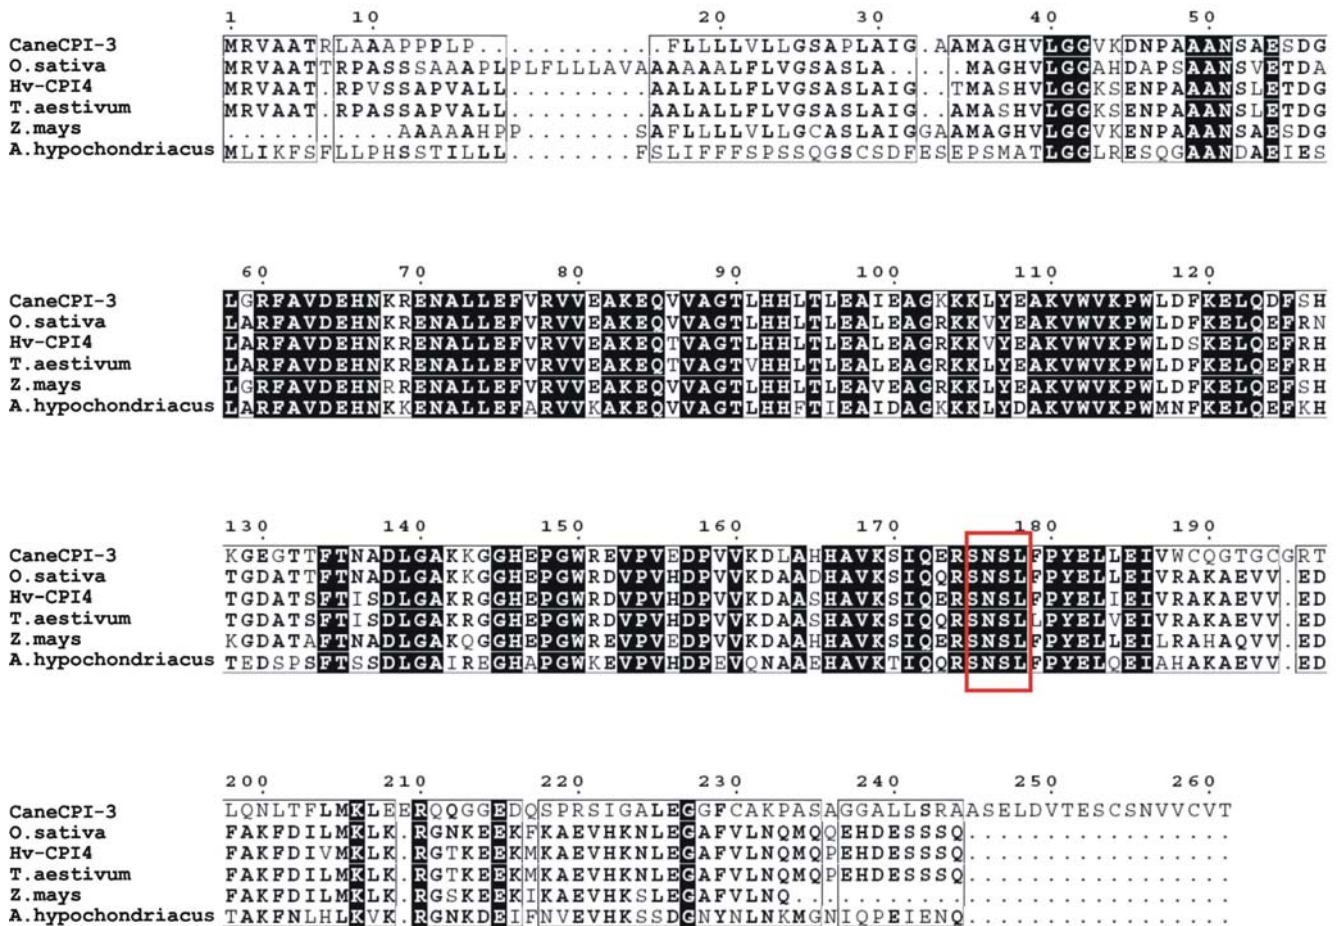 1 10 20 30 40 50
CaneCPI-3 MRVAATRLAAAPPPLP...........FLLLLVLLGSAPLAIG.AAMAGHVLGGVKDNPAAANSAESDG
O.sativa MRVAATTRPASSSAAAPLPLFLLLAVAAAAAALFLVGSASLA.....MAGHVLGGAHDAPSAANSVETDA
Hv-CPI4 MRVAAT.RPVSSAPVALL.........AALALLFLVGSASLAIG..TMASHVLGGKSENPAAANSLETDG
T.aestivum MRVAAT.RPASSAPVALL.........AALALLFLVGSASLAIG..TMASHVLGGKSENPAAANSLETDG
Z.mays ...........AAAAAHPP........SAFLLLLVLLGCASLAIGGAAMAGHVLGGVKENPAAANSAESDG
A.hypochondriacus MLIKFSFLLPHSSTILLL........FSLIFFFSPSSQGSCSDFESEPSMATLGGLRESQGAANDAEIES
60 70 80 90 100 110 120
CaneCPI-3 LGRFAVDEHNKRENALLEFVRVVEAKEQVVAGTLHHLTLEAIEAGKKKLYEAKVWVKPWLDFKELQDFSH
O.sativa LARFAVDEHNKRENALLEFVRVVEAKEQVVAGTLHHLTLEALEAGRKKVYEAKVWVKPWLDFKELQEFRN
Hv-CPI4 LARFAVDEHNKRENALLEFVRVVEAKEQTVAGTLHHLTLEALEAGRKKVYEAKVWVKPWLDSKELQEFRH
T.aestivum LARFAVDEHNKRENALLEFVRVVEAKEQTVAGTVHHLTLEALEAGRKKLYEAKVWVKPWLDFKELQEFRH
Z.mays LGRFAVDEHNRRENALLEFVRVVEAKEQVVAGTLHHLTLEAVEAGRKKLYEAKVWVKPWLDFKELQEFSH
A.hypochondriacus LARFAVDEHNKKENALLEFARVVKAKEQVVAGTLHHFTIEAIDAGKKKLYDAKVWVKPWMNFKELQEFKH
130 140 150 160 170 180 190
CaneCPI-3 KGEGTTFTNADLGAKKGGHEPGWREVPVEDPVVKDLAHHAVKSIQERSNSLFPYELLEIVWCQGTGCGRT
O.sativa TGDATTFTNADLGAKKGGHEPGWRDVPVHDPVVKDAADHAVKSIQQRSNSLFPYELLEIVRAKAEVV.ED
Hv-CPI4 TGDATSFTISDLGAKRGGHEPGWRDVPVHDPVVKDAASHAVKSIQERSNSLFPYELIEIVRAKAEVV.ED
T.aestivum TGDATSFTISDLGAKRGGHEPGWRDVPVHDPVVKDAAHHAVKSIQQRSNSLLPYELVEIVRAKAEVV.ED
Z.mays KGDATAFTNADLGAKQGGHEPGWREVPVEDPVVKDAAHHAVKSIQERSNSLFPYELLEILRAHAQVV.ED
A.hypochondriacus TEDSPSFTSSDLGAIREGHAPGWKEVPVHDPEVQNAAEHAVKTIQQRSNSLFPYELQEIAHAKAEVV.ED
200 210 220 230 240 250 260
CaneCPI-3 LQNLTFLMKLEERQQGGEDQSPRSIGALEGGFCAKPASAGGALLSRAASELDVTESCSNVVCVT
O.sativa FAKFDILMKLK.RGNKEEKFKAEVHKNLEGAFVLNQMQQEHDESSSQ.................
Hv-CPI4 FAKFDIVMKLK.RGTKEEKMKAEVHKNLEGAFVLNQMQPEHDESSSQ.................
T.aestivum FAKFDILMKLK.RGTKEEKMKAEVHKNLEGAFVLNQMQPEHDESSSQ.................
Z.mays FAKFDILMKLK.RGSKEEKIKAEVHKSLEGAFVLNQ............................
A.hypochondriacus TAKFNLHLKVK.RGNKDEIFNVEVHKSSDGNYNLNKMGNIQPEIENQ.................